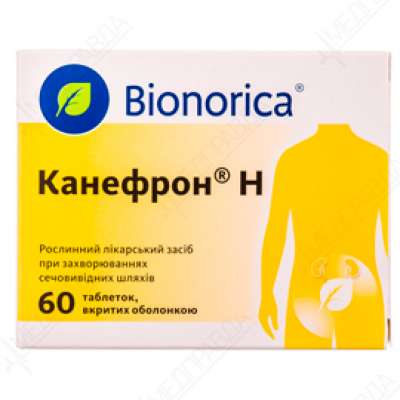 Bionorica®
Канефрон® Н
Рослинний лікарський засіб
при захворюваннях
сечовивідних шляхів
60 таблеток,
вкритих оболонкою